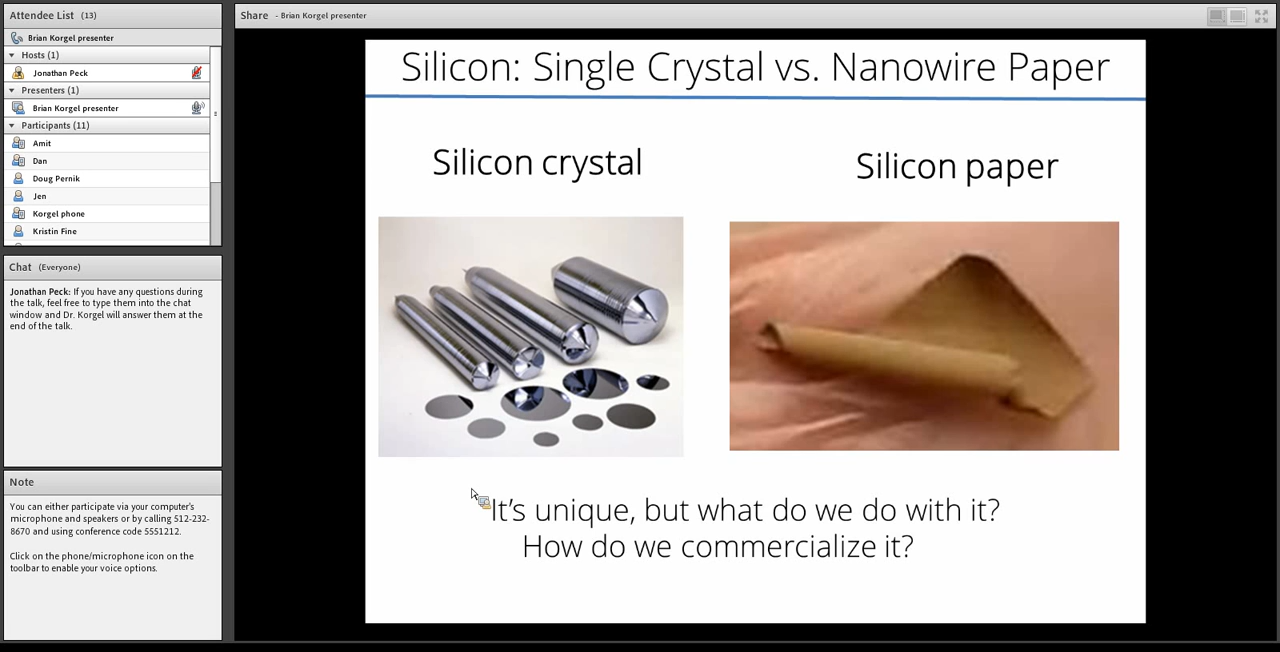 Attendee List (13)
Brian Korgel presenter
Hosts (1)
Jonathan Peck
Presenters (1)
Brian Korgel presenter
Participants (11)
Amit
Dan
Doug Pernik
Jen
Korgel phone
Kristin Fine
Chat (Everyone)
Jonathan Peck: If you have any questions during
the talk, feel free to type them into the chat
window and Dr. Korgel will answer them at the
end of the talk.
Note
You can either participate via your computer's
microphone and speakers or by calling 512-232-
8670 and using conference code 5551212.
Click on the phone/microphone icon on the
toolbar to enable your voice options.
Share - Brian Korgel presenter
Silicon: Single Crystal vs. Nanowire Paper
Silicon crystal
Silicon paper
It's unique, but what do we do with it?
How do we commercialize it?